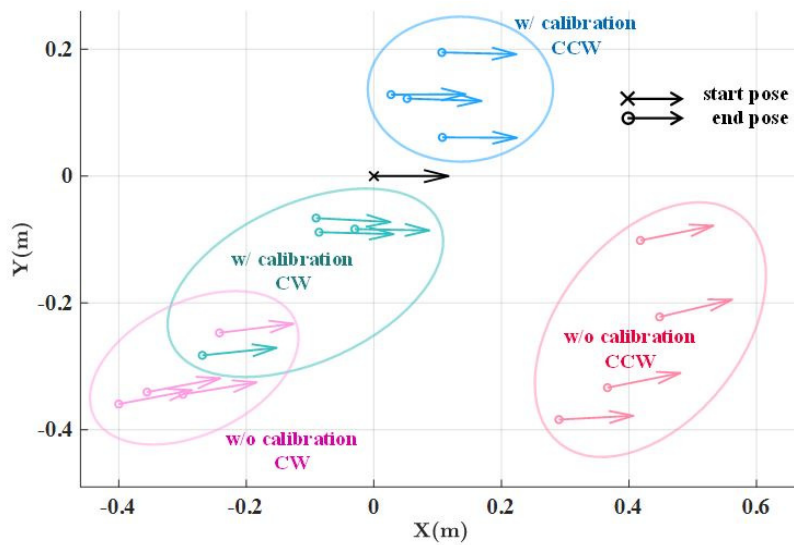 w/ calibration
CCW
0.2
start pose
end pose
0
w/ calibration
CW
Y(m)
-0.2
w/o calibration
CCW
-0.4
w/o calibration
CW
-0.4
-0.2
0
0.2
0.4
0.6
X(m)